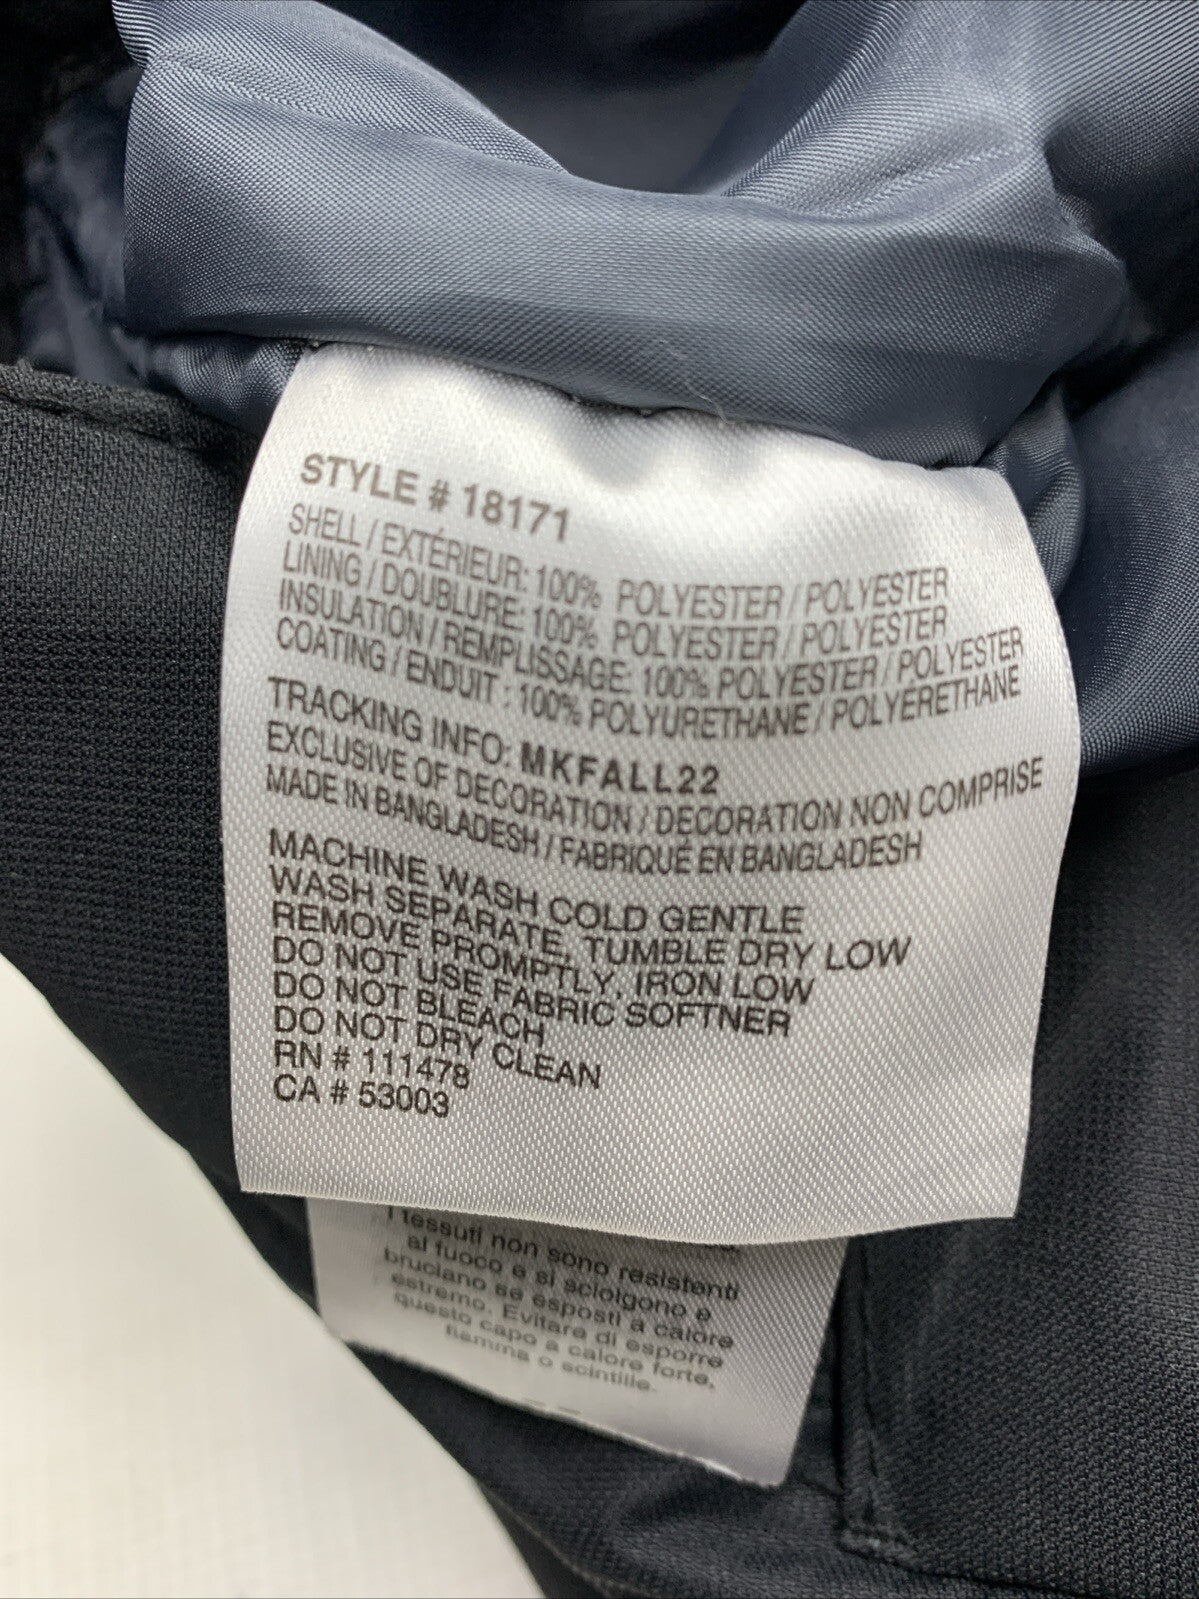 STYLE # 18171
SHELL / EXTÉRIEUR: 100% POLYESTER / POLYESTER
LINING / DOUBLURE: 100% POLYESTER / POLYESTER
INSULATION / REMPLISSAGE: 100% POLYESTER / POLYESTER
COATING / ENDUIT : 100% POLYURETHANE / POLYERETHANE
TRACKING INFO: MKFALL22
EXCLUSIVE OF DECORATION / DECORATION NON COMPRISE
MADE IN BANGLADESH / FABRIQUÉ EN BANGLADESH
MACHINE WASH COLD GENTLE
WASH SEPARATE, TUMBLE DRY LOW
REMOVE PROMPTLY, IRON LOW
DO NOT USE FABRIC SOFTNER
DO NOT BLEACH
DO NOT DRY CLEAN
RN # 111478
CA # 53003
I tessuti non sono resistenti
al fuoco e si sciolgono e
bruciano se esposti a calore
estremo. Evitare di esporre
questo capo a calore forte,
fiamma o scintille.